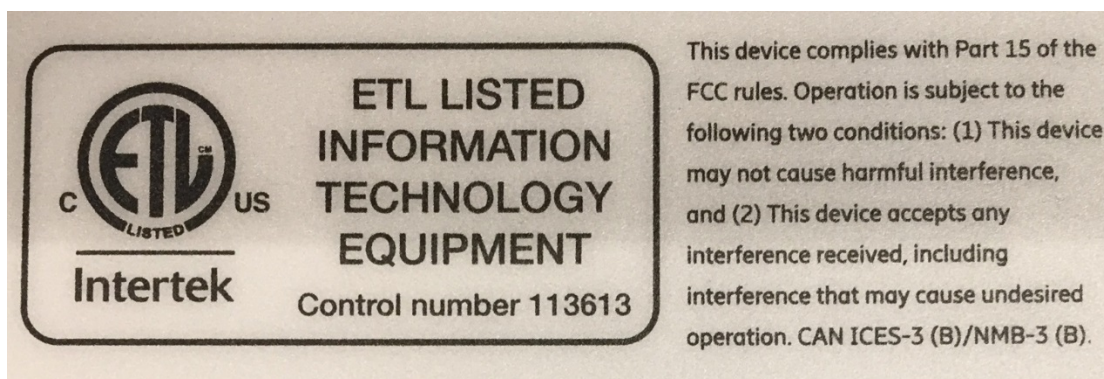 ETL CM
LISTED
C US
Intertek
ETL LISTED
INFORMATION
TECHNOLOGY
EQUIPMENT
Control number 113613
This device complies with Part 15 of the
FCC rules. Operation is subject to the
following two conditions: (1) This device
may not cause harmful interference,
and (2) This device accepts any
interference received, including
interference that may cause undesired
operation. CAN ICES-3 (B)/NMB-3 (B).